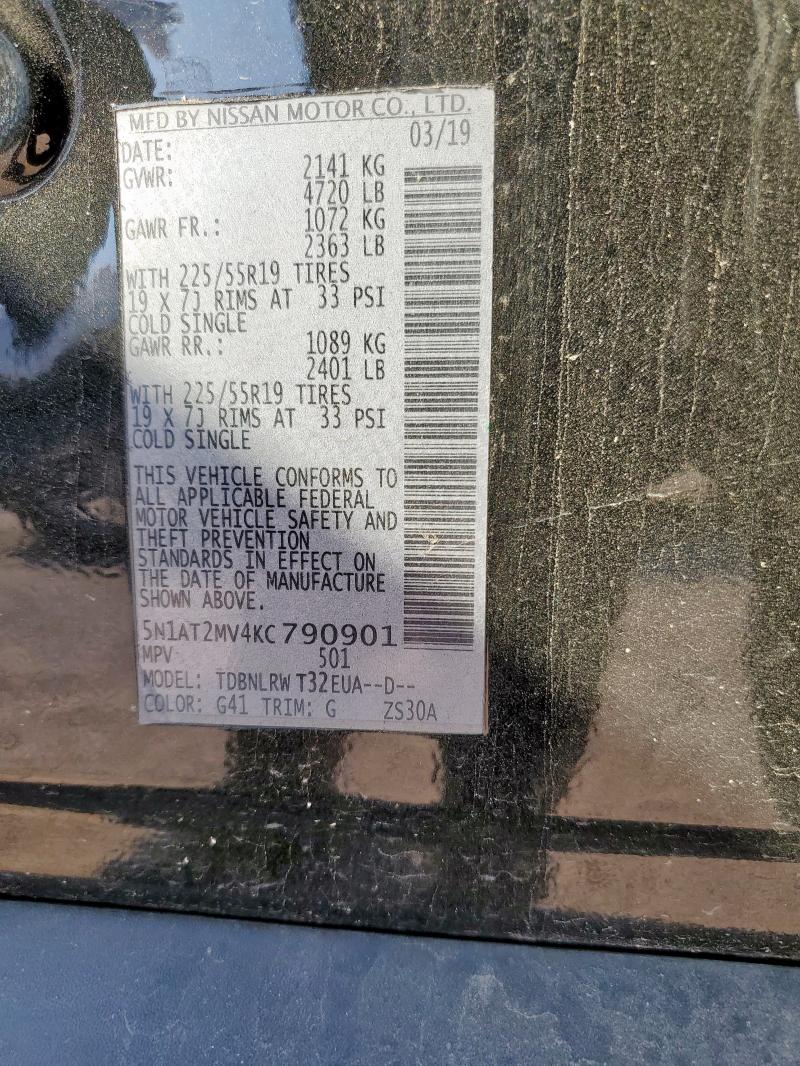 MFD BY NISSAN MOTOR CO., LTD.
DATE: 03/19
GVWR: 2141 KG
4720 LB
GAWR FR.: 1072 KG
2363 LB
WITH 225/55R19 TIRES
19 X 7J RIMS AT 33 PSI
COLD SINGLE
GAWR RR.: 1089 KG
2401 LB
WITH 225/55R19 TIRES
19 X 7J RIMS AT 33 PSI
COLD SINGLE
THIS VEHICLE CONFORMS TO
ALL APPLICABLE FEDERAL
MOTOR VEHICLE SAFETY AND
THEFT PREVENTION
STANDARDS IN EFFECT ON
THE DATE OF MANUFACTURE
SHOWN ABOVE.
5N1AT2MV4KC790901
MPV 501
MODEL: TDBNLRW T32EUA--D--
COLOR: G41 TRIM: G ZS30A